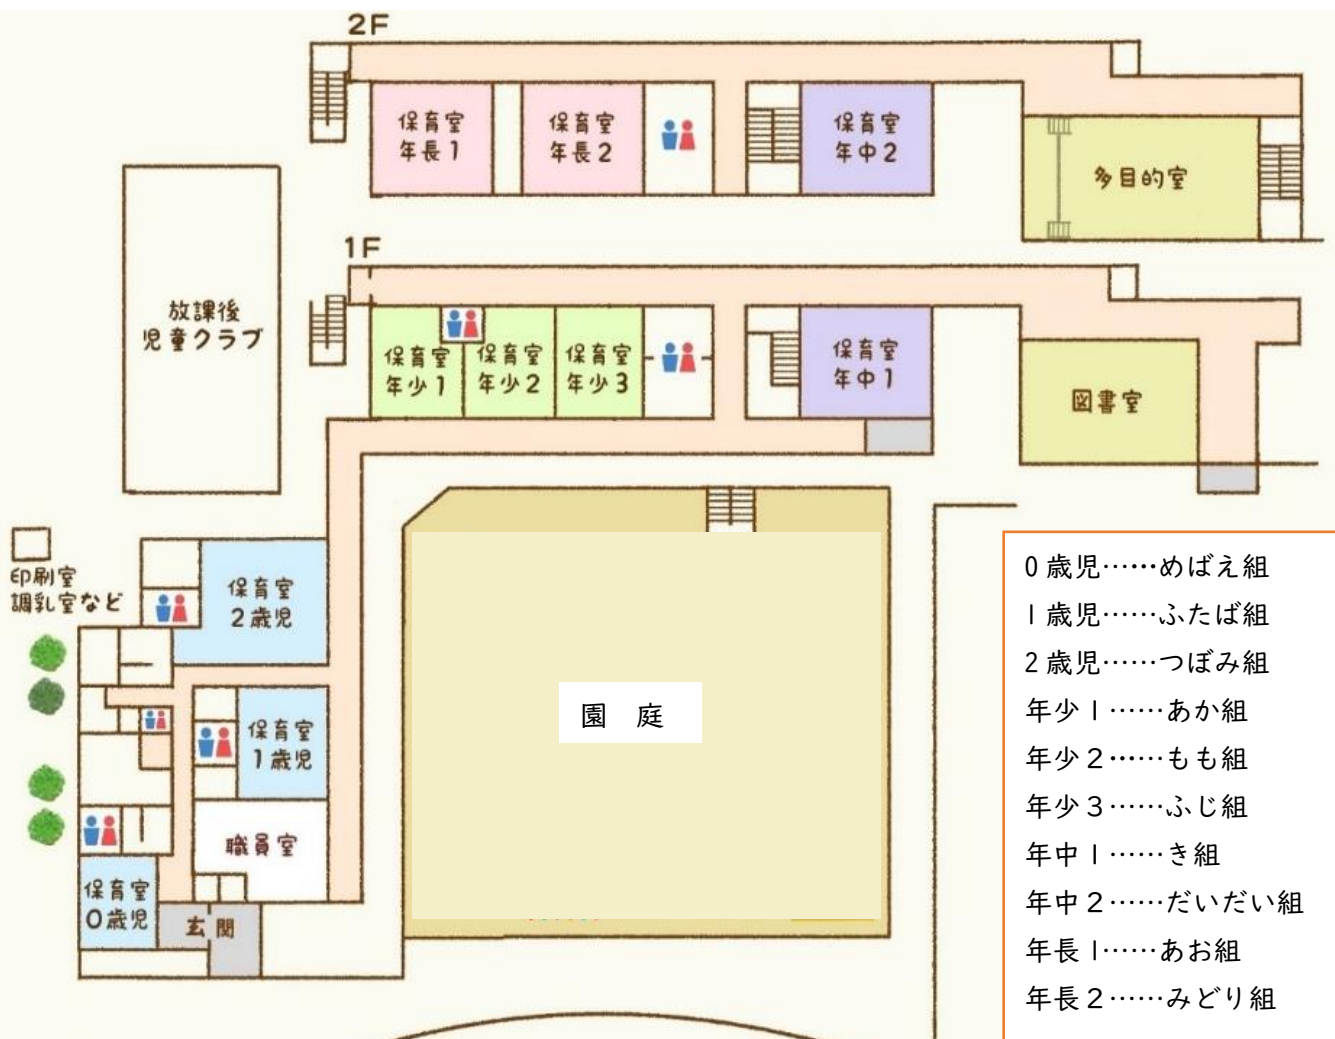 2F
保育室
年長1
保育室
年長2
保育室
年中2
多目的室
1F
放課後
児童クラブ
保育室
年少1
保育室
年少2
保育室
年少3
保育室
年中1
図書室
印刷室
調乳室など
保育室
2歳児
保育室
1歳児
職員室
保育室
0歳児
玄関
園　庭
0歳児……めばえ組
1歳児……ふたば組
2歳児……つぼみ組
年少1……あか組
年少2……もも組
年少3……ふじ組
年中1……き組
年中2……だいだい組
年長1……あお組
年長2……みどり組